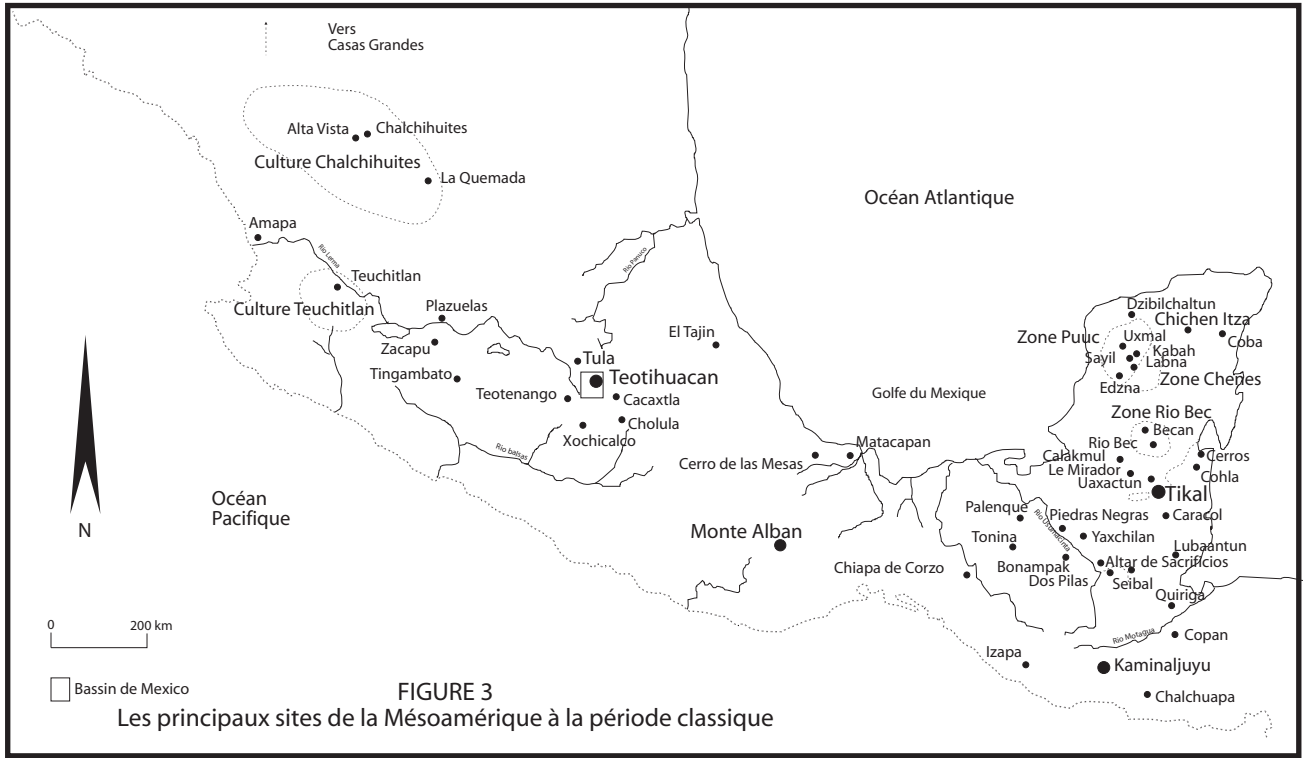 Vers
Casas Grandes
Alta Vista
Chalchihuites
Culture Chalchihuites
La Quemada
Océan Atlantique
Amapa
Rio Lerma
Rio Panuco
Teuchitlan
Culture Teuchitlan
Plazuelas
Zacapu
Tingambato
El Tajin
Tula
Teotihuacan
Teotenango
Cacaxtla
Cholula
Xochicalco
Rio balsas
Dzibilchaltun
Chichen Itza
Zone Puuc
Uxmal
Coba
Kabah
Sayil
Labna
Edzna
Zone Chenes
Golfe du Mexique
Zone Rio Bec
Becan
Rio Bec
Matacapan
Cerro de las Mesas
Calakmul
Cerros
Le Mirador
Cohla
Uaxactun
Tikal
Océan
Pacifique
N
Monte Alban
Palenque
Rio Usumacinta
Piedras Negras
Caracol
Tonina
Yaxchilan
Lubaantun
Chiapa de Corzo
Bonampak
Altar de Sacrificios
Dos Pilas
Seibal
Quiriga
0
200 km
Rio Motagua
Copan
Izapa
Kaminaljuyu
Chalchuapa
Bassin de Mexico
FIGURE 3
Les principaux sites de la Mésoamérique à la période classique